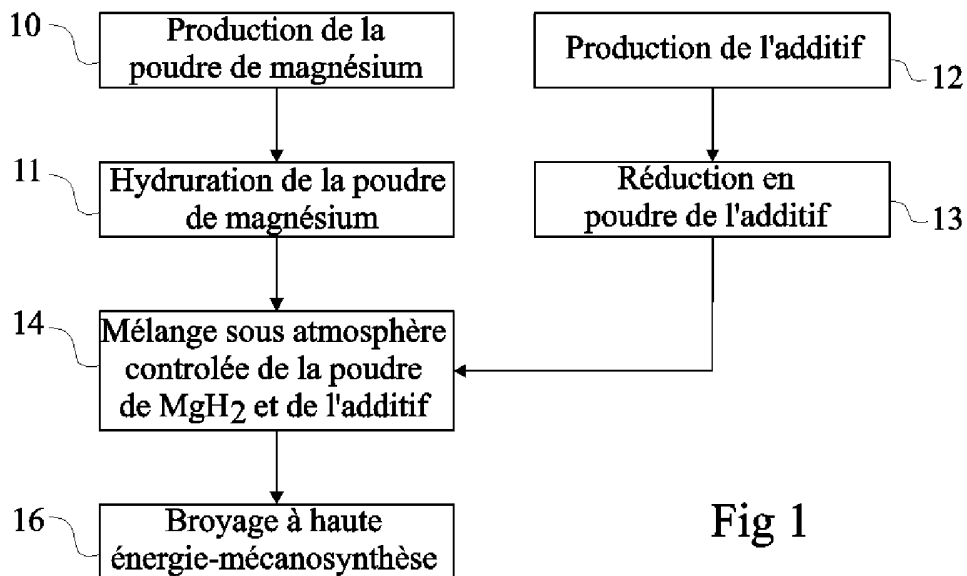 10
Production de la
poudre de magnésium
Production de l'additif
12
11
Hydruration de la poudre
de magnésium
Réduction en
poudre de l'additif
13
14
Mélange sous atmosphère
controlée de la poudre
de MgH2 et de l'additif
16
Broyage à haute
énergie-mécanosynthèse
Fig 1